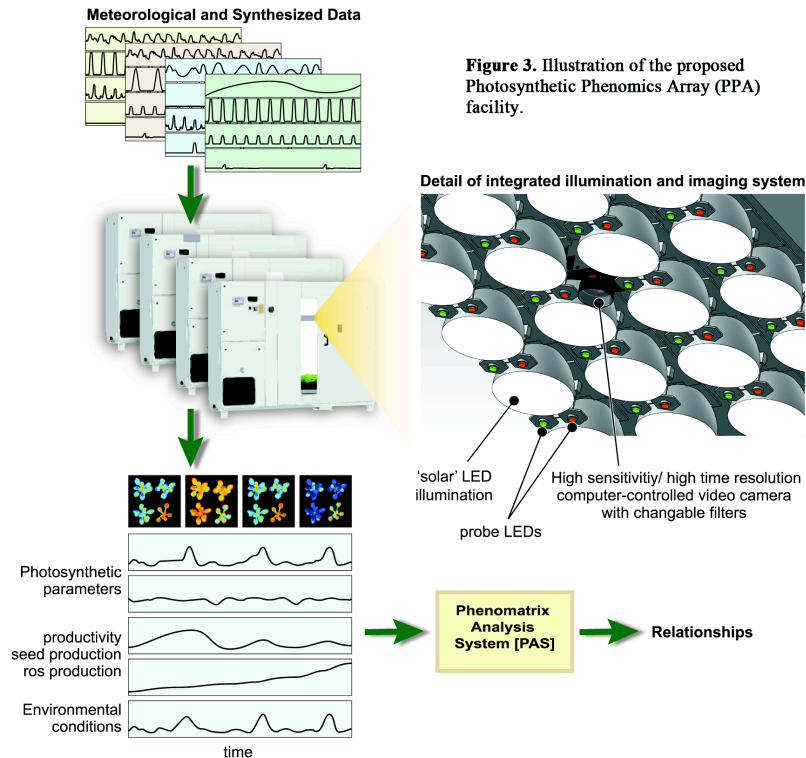 Meteorological and Synthesized Data
Figure 3. Illustration of the proposed
Photosynthetic Phenomics Array (PPA)
facility.
Detail of integrated illumination and imaging system
'solar' LED
illumination
probe LEDs
High sensitivitiy/ high time resolution
computer-controlled video camera
with changable filters
Photosynthetic
parameters
productivity
seed production
ros production
Environmental
conditions
time
Phenomatrix
Analysis
System [PAS]
Relationships